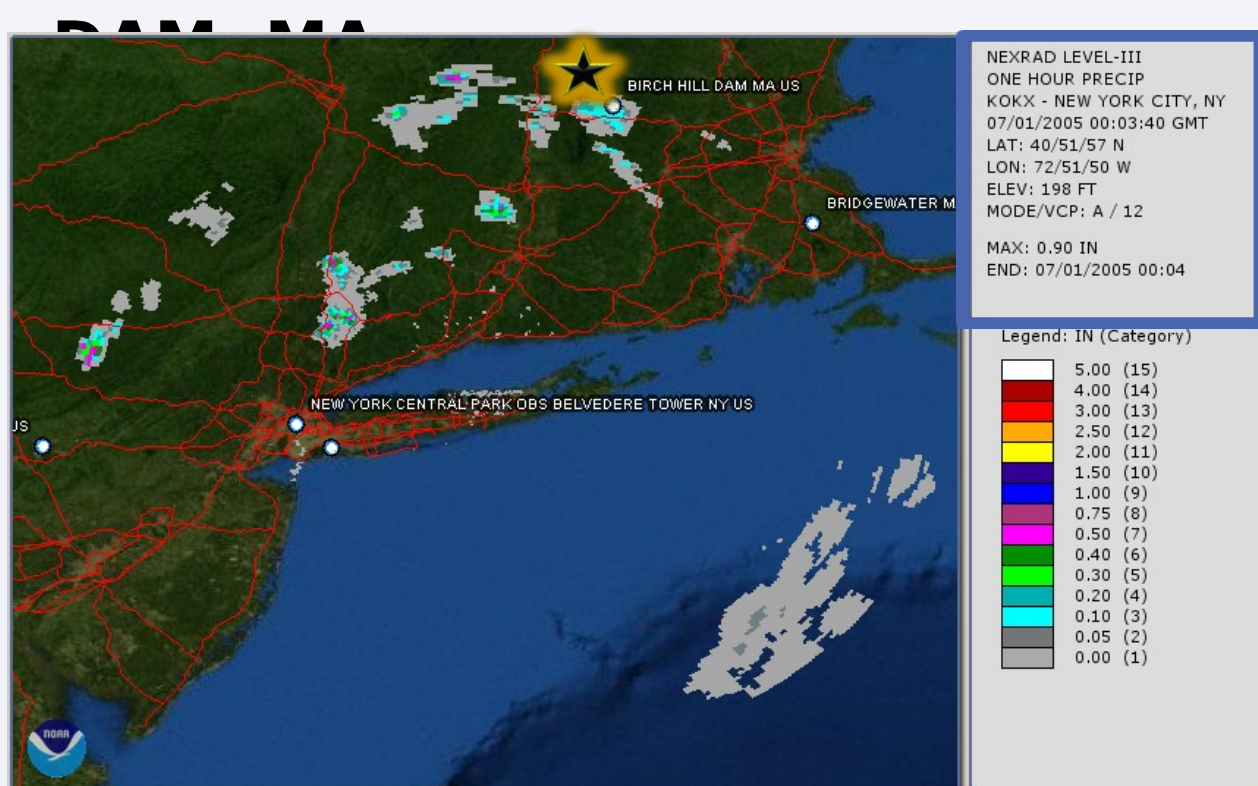 DAM, MA
BIRCH HILL DAM MA US
BRIDGEWATER M
NEW YORK CENTRAL PARK OBS BELVEDERE TOWER NY US
US
NOAA
NEXRAD LEVEL-III
ONE HOUR PRECIP
KOKX - NEW YORK CITY, NY
07/01/2005 00:03:40 GMT
LAT: 40/51/57 N
LON: 72/51/50 W
ELEV: 198 FT
MODE/VCP: A / 12
MAX: 0.90 IN
END: 07/01/2005 00:04
Legend: IN (Category)
5.00 (15)
4.00 (14)
3.00 (13)
2.50 (12)
2.00 (11)
1.50 (10)
1.00 (9)
0.75 (8)
0.50 (7)
0.40 (6)
0.30 (5)
0.20 (4)
0.10 (3)
0.05 (2)
0.00 (1)